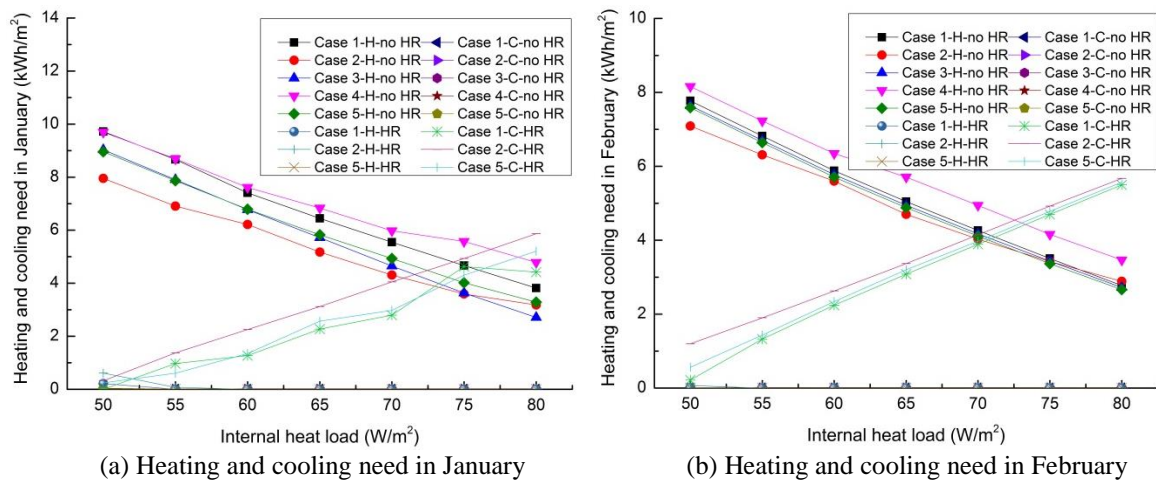 Heating and cooling need in January (kWh/m²)
14
12
10
8
6
4
2
0
Case 1-H-no HR Case 1-C-no HR
Case 2-H-no HR Case 2-C-no HR
Case 3-H-no HR Case 3-C-no HR
Case 4-H-no HR Case 4-C-no HR
Case 5-H-no HR Case 5-C-no HR
Case 1-H-HR Case 1-C-HR
Case 2-H-HR Case 2-C-HR
Case 5-H-HR Case 5-C-HR
50 55 60 65 70 75 80
Internal heat load (W/m²)
(a) Heating and cooling need in January
Heating and cooling need in February (kWh/m²)
10
8
6
4
2
0
Case 1-H-no HR Case 1-C-no HR
Case 2-H-no HR Case 2-C-no HR
Case 3-H-no HR Case 3-C-no HR
Case 4-H-no HR Case 4-C-no HR
Case 5-H-no HR Case 5-C-no HR
Case 1-H-HR Case 1-C-HR
Case 2-H-HR Case 2-C-HR
Case 5-H-HR Case 5-C-HR
50 55 60 65 70 75 80
Internal heat load (W/m²)
(b) Heating and cooling need in February